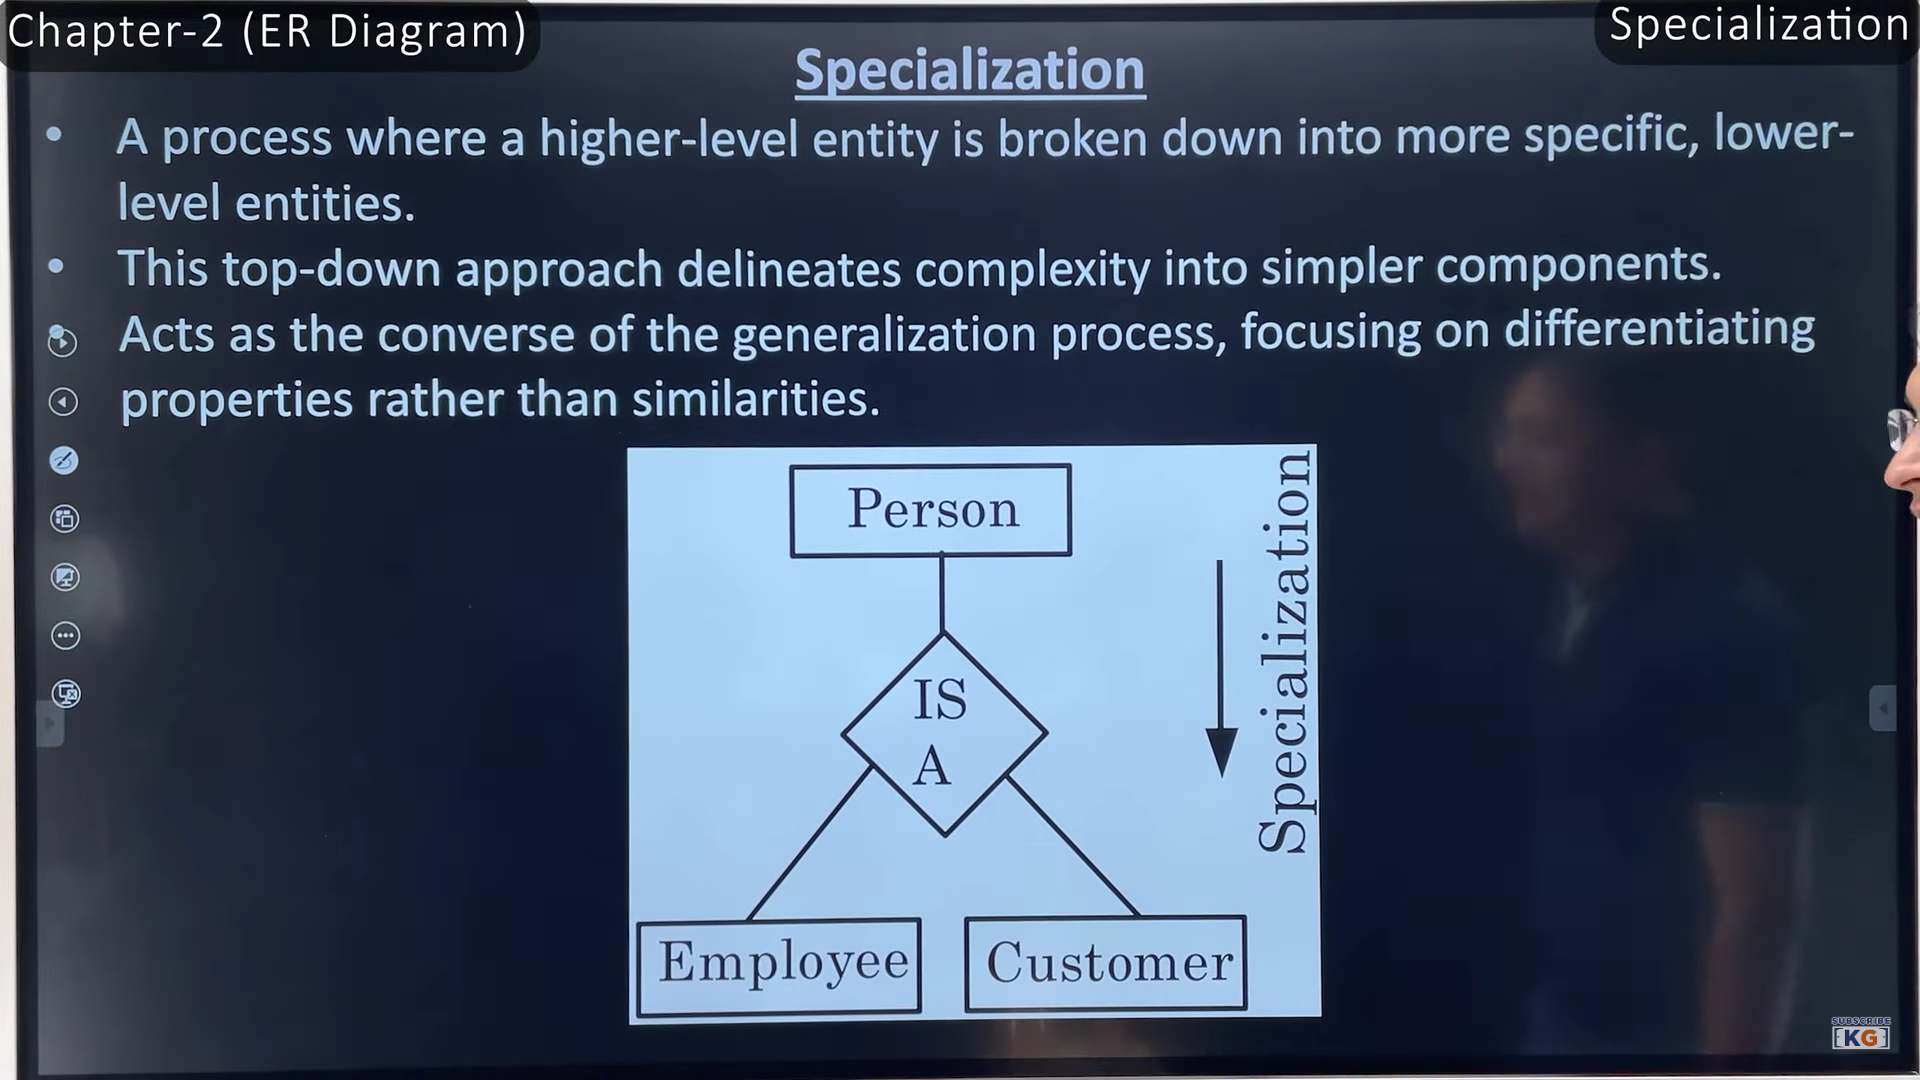 Chapter-2 (ER Diagram)
Specialization
Specialization
• A process where a higher-level entity is broken down into more specific, lower-
level entities.
• This top-down approach delineates complexity into simpler components.
• Acts as the converse of the generalization process, focusing on differentiating
properties rather than similarities.
Person
IS
A
Employee
Customer
Specialization
SUBSCRIBE
KG